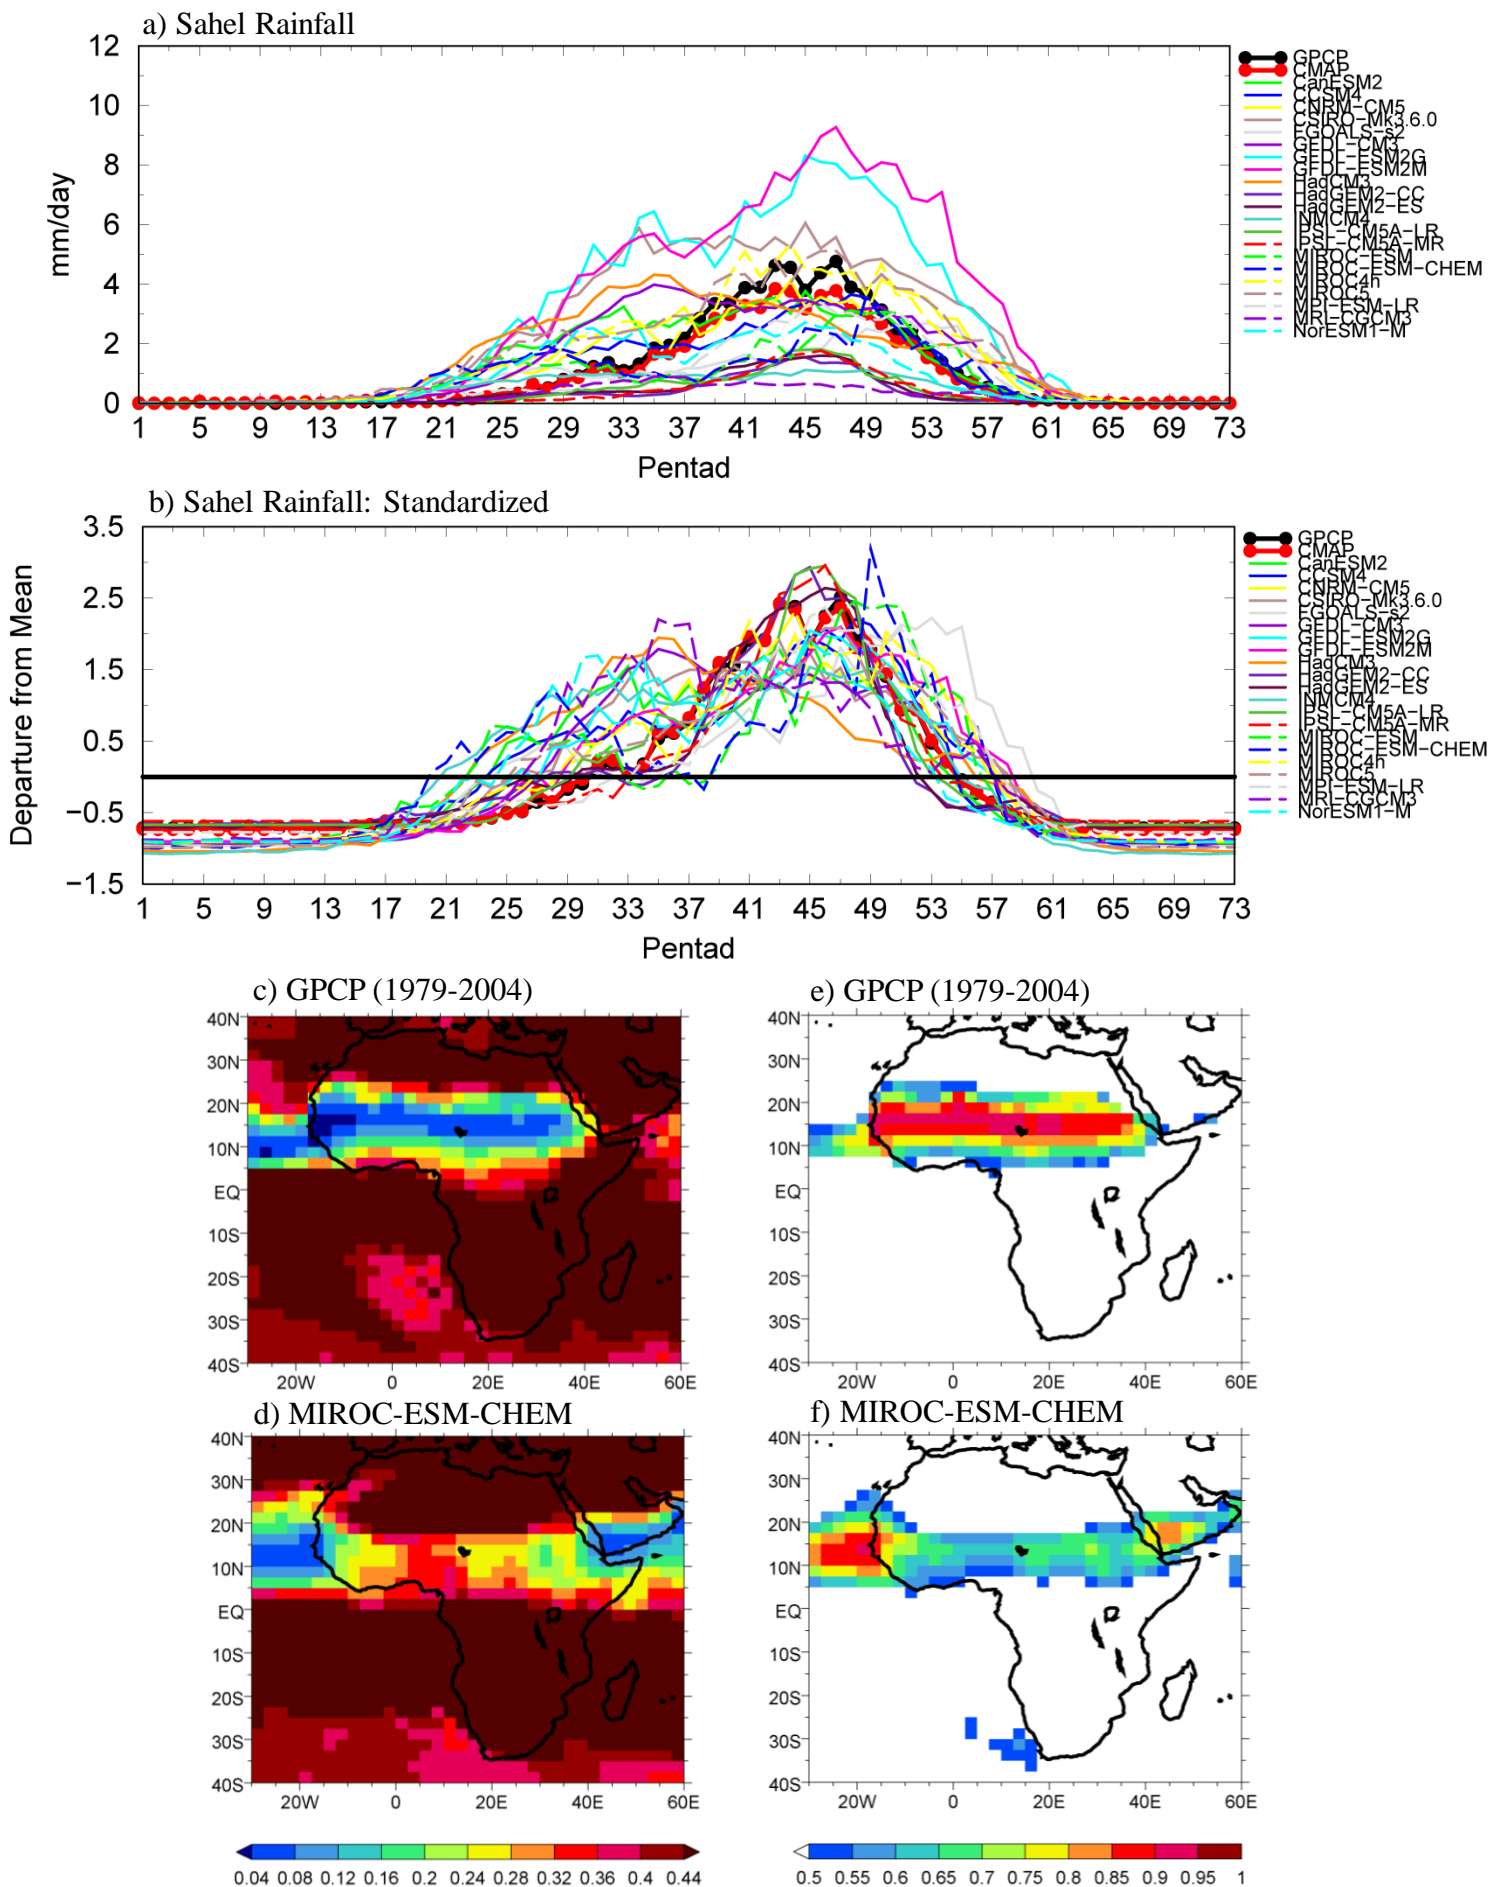 a) Sahel Rainfall
12
10
8
6
4
2
0
mm/day
1 5 9 13 17 21 25 29 33 37 41 45 49 53 57 61 65 69 73
Pentad
GPCP
CMAP
CanESM2
CCSM4
CNRM−CM5
CSIRO−Mk3.6.0
FGOALS−s2
GFDL−CM3
GFDL−ESM2G
GFDL−ESM2M
HadCM3
HadGEM2−CC
HadGEM2−ES
INMCM4
IPSL−CM5A−LR
IPSL−CM5A−MR
MIROC−ESM
MIROC−ESM−CHEM
MIROC4h
MIROC5
MPI−ESM−LR
MRI−CGCM3
NorESM1−M
b) Sahel Rainfall: Standardized
3.5
2.5
1.5
0.5
−0.5
−1.5
Departure from Mean
1 5 9 13 17 21 25 29 33 37 41 45 49 53 57 61 65 69 73
Pentad
GPCP
CMAP
CanESM2
CCSM4
CNRM−CM5
CSIRO−Mk3.6.0
FGOALS−s2
GFDL−CM3
GFDL−ESM2G
GFDL−ESM2M
HadCM3
HadGEM2−CC
HadGEM2−ES
INMCM4
IPSL−CM5A−LR
IPSL−CM5A−MR
MIROC−ESM
MIROC−ESM−CHEM
MIROC4h
MIROC5
MPI−ESM−LR
MRI−CGCM3
NorESM1−M
c) GPCP (1979-2004)
40N
30N
20N
10N
EQ
10S
20S
30S
40S
20W 0 20E 40E 60E
e) GPCP (1979-2004)
40N
30N
20N
10N
EQ
10S
20S
30S
40S
20W 0 20E 40E 60E
d) MIROC-ESM-CHEM
40N
30N
20N
10N
EQ
10S
20S
30S
40S
20W 0 20E 40E 60E
0.04 0.08 0.12 0.16 0.2 0.24 0.28 0.32 0.36 0.4 0.44
f) MIROC-ESM-CHEM
40N
30N
20N
10N
EQ
10S
20S
30S
40S
20W 0 20E 40E 60E
0.5 0.55 0.6 0.65 0.7 0.75 0.8 0.85 0.9 0.95 1